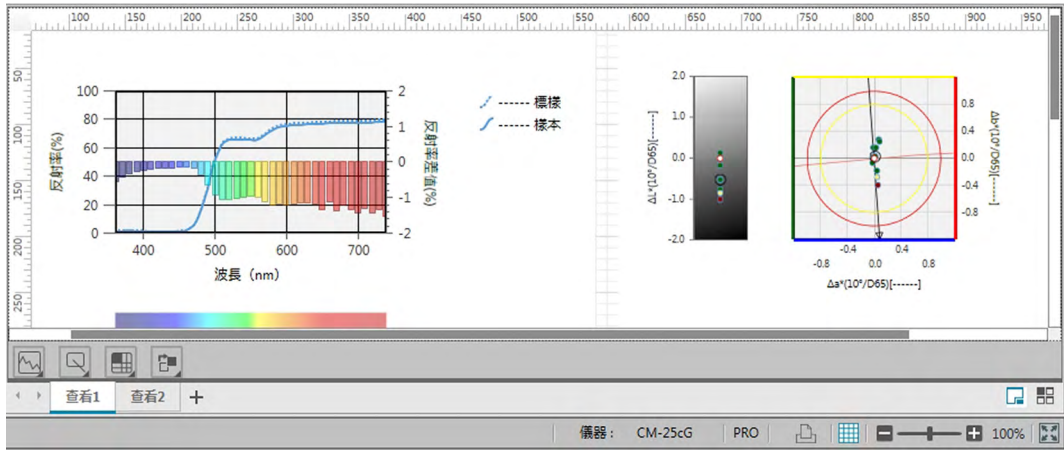 100 150 200 250 300 350 400 450 500 550 600 650 700 750 800 850 900 950
50
100
150
200
250
反射率(%)
100
80
60
40
20
0
2
1
0
-1
-2
反射率差值(%)
400 500 600 700
波長 (nm)
------ 標樣
------ 樣本
ΔL*(10°/D65)[------]
2.0
1.0
0.0
-1.0
-2.0
0.8
0.4
0.0
-0.4
-0.8
Δb*(10°/D65)[------]
-0.4 0.4
-0.8 0.0 0.8
Δa*(10°/D65)[------]
查看1 查看2 +
儀器 : CM-25cG PRO 100%